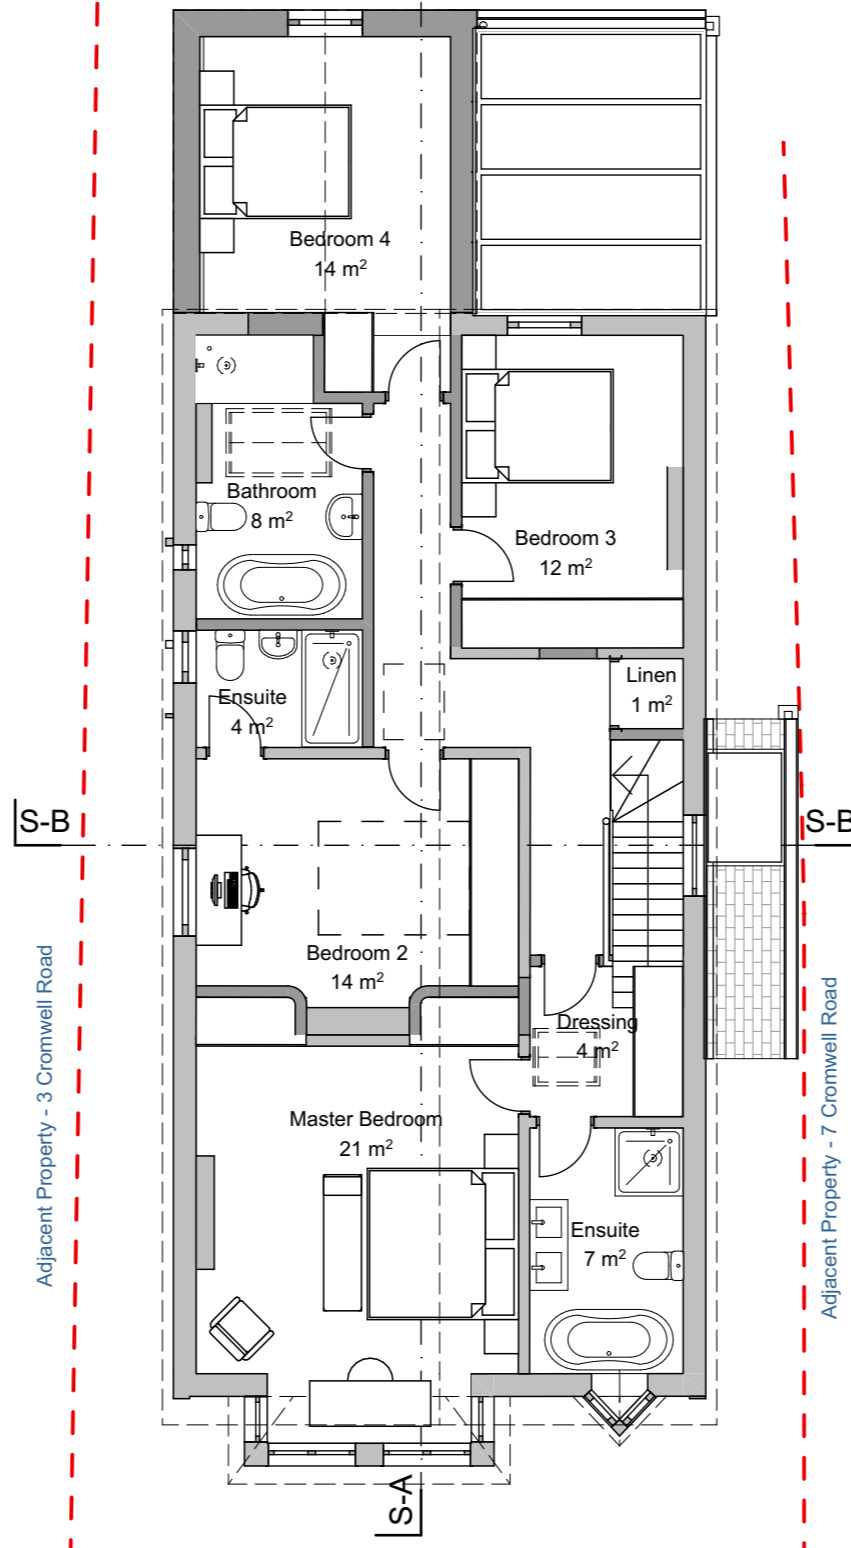 Bedroom 4
14 m²
Bathroom
8 m²
Bedroom 3
12 m²
Ensuite
4 m²
Linen
1 m²
S-B
S-B
Bedroom 2
14 m²
Dressing
4 m²
Adjacent Property - 3 Cromwell Road
Adjacent Property - 7 Cromwell Road
Master Bedroom
21 m²
Ensuite
7 m²
S-A